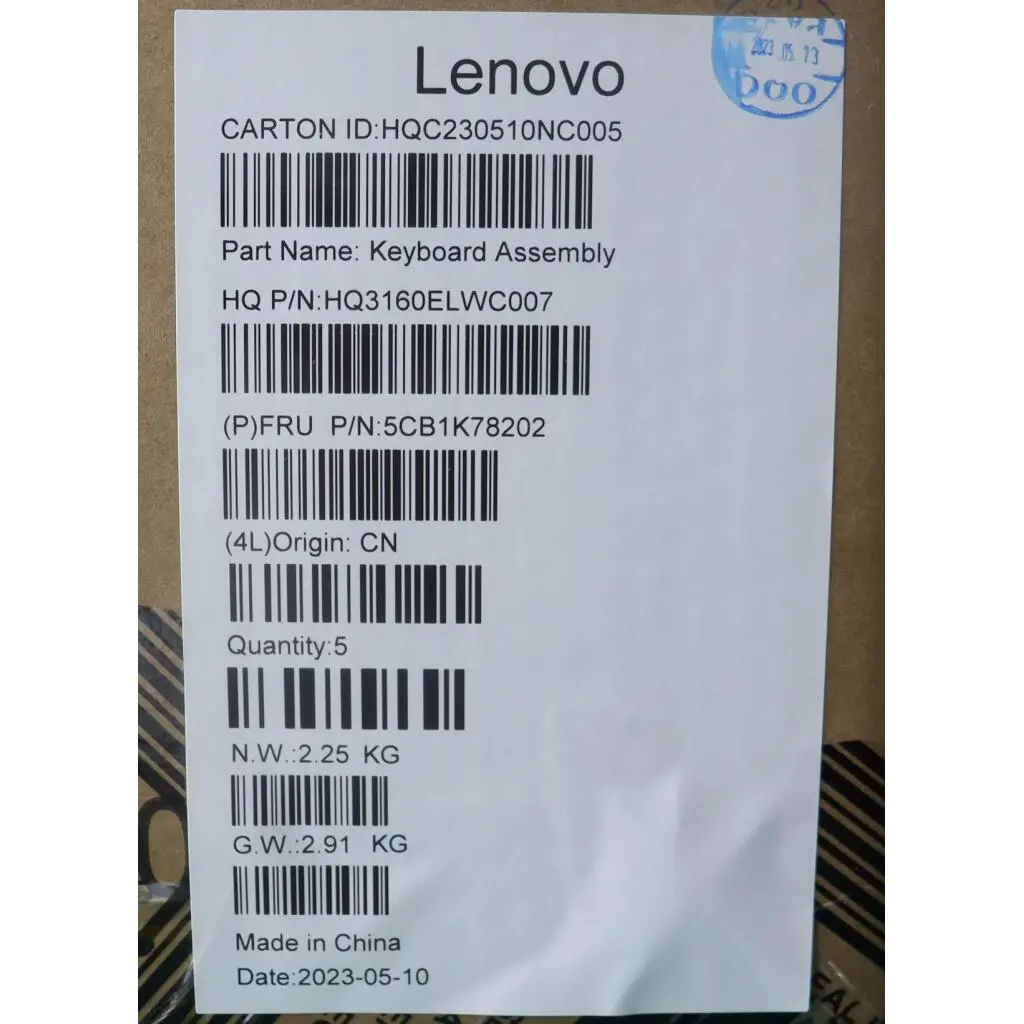 Lenovo
2023.05.13
CARTON ID:HQC230510NC005
Part Name: Keyboard Assembly
HQ P/N:HQ3160ELWC007
(P)FRU P/N:5CB1K78202
(4L)Origin: CN
Quantity:5
N.W.:2.25 KG
G.W.:2.91 KG
Made in China
Date:2023-05-10